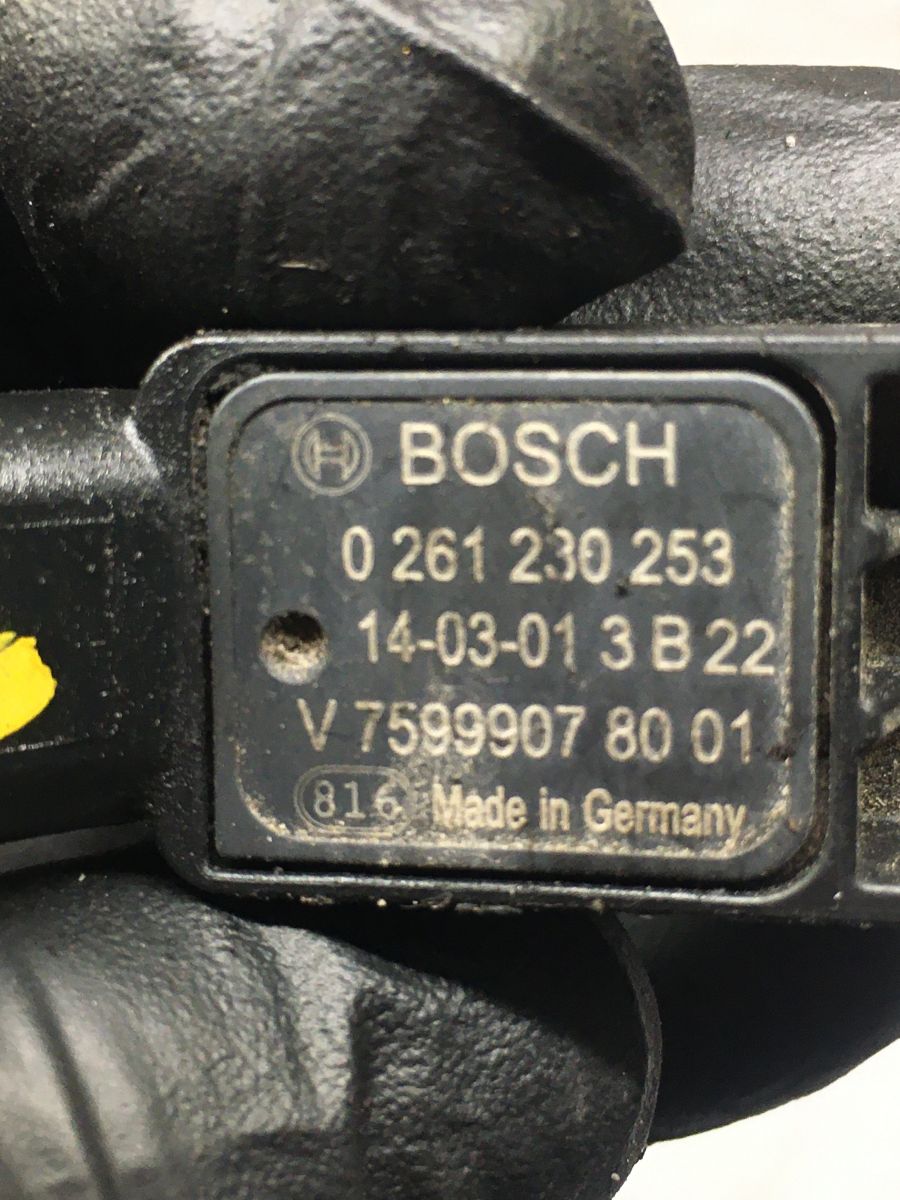 BOSCH
0 261 230 253
14-03-01 3 B 22
V 7599907 80 01
816 Made in Germany